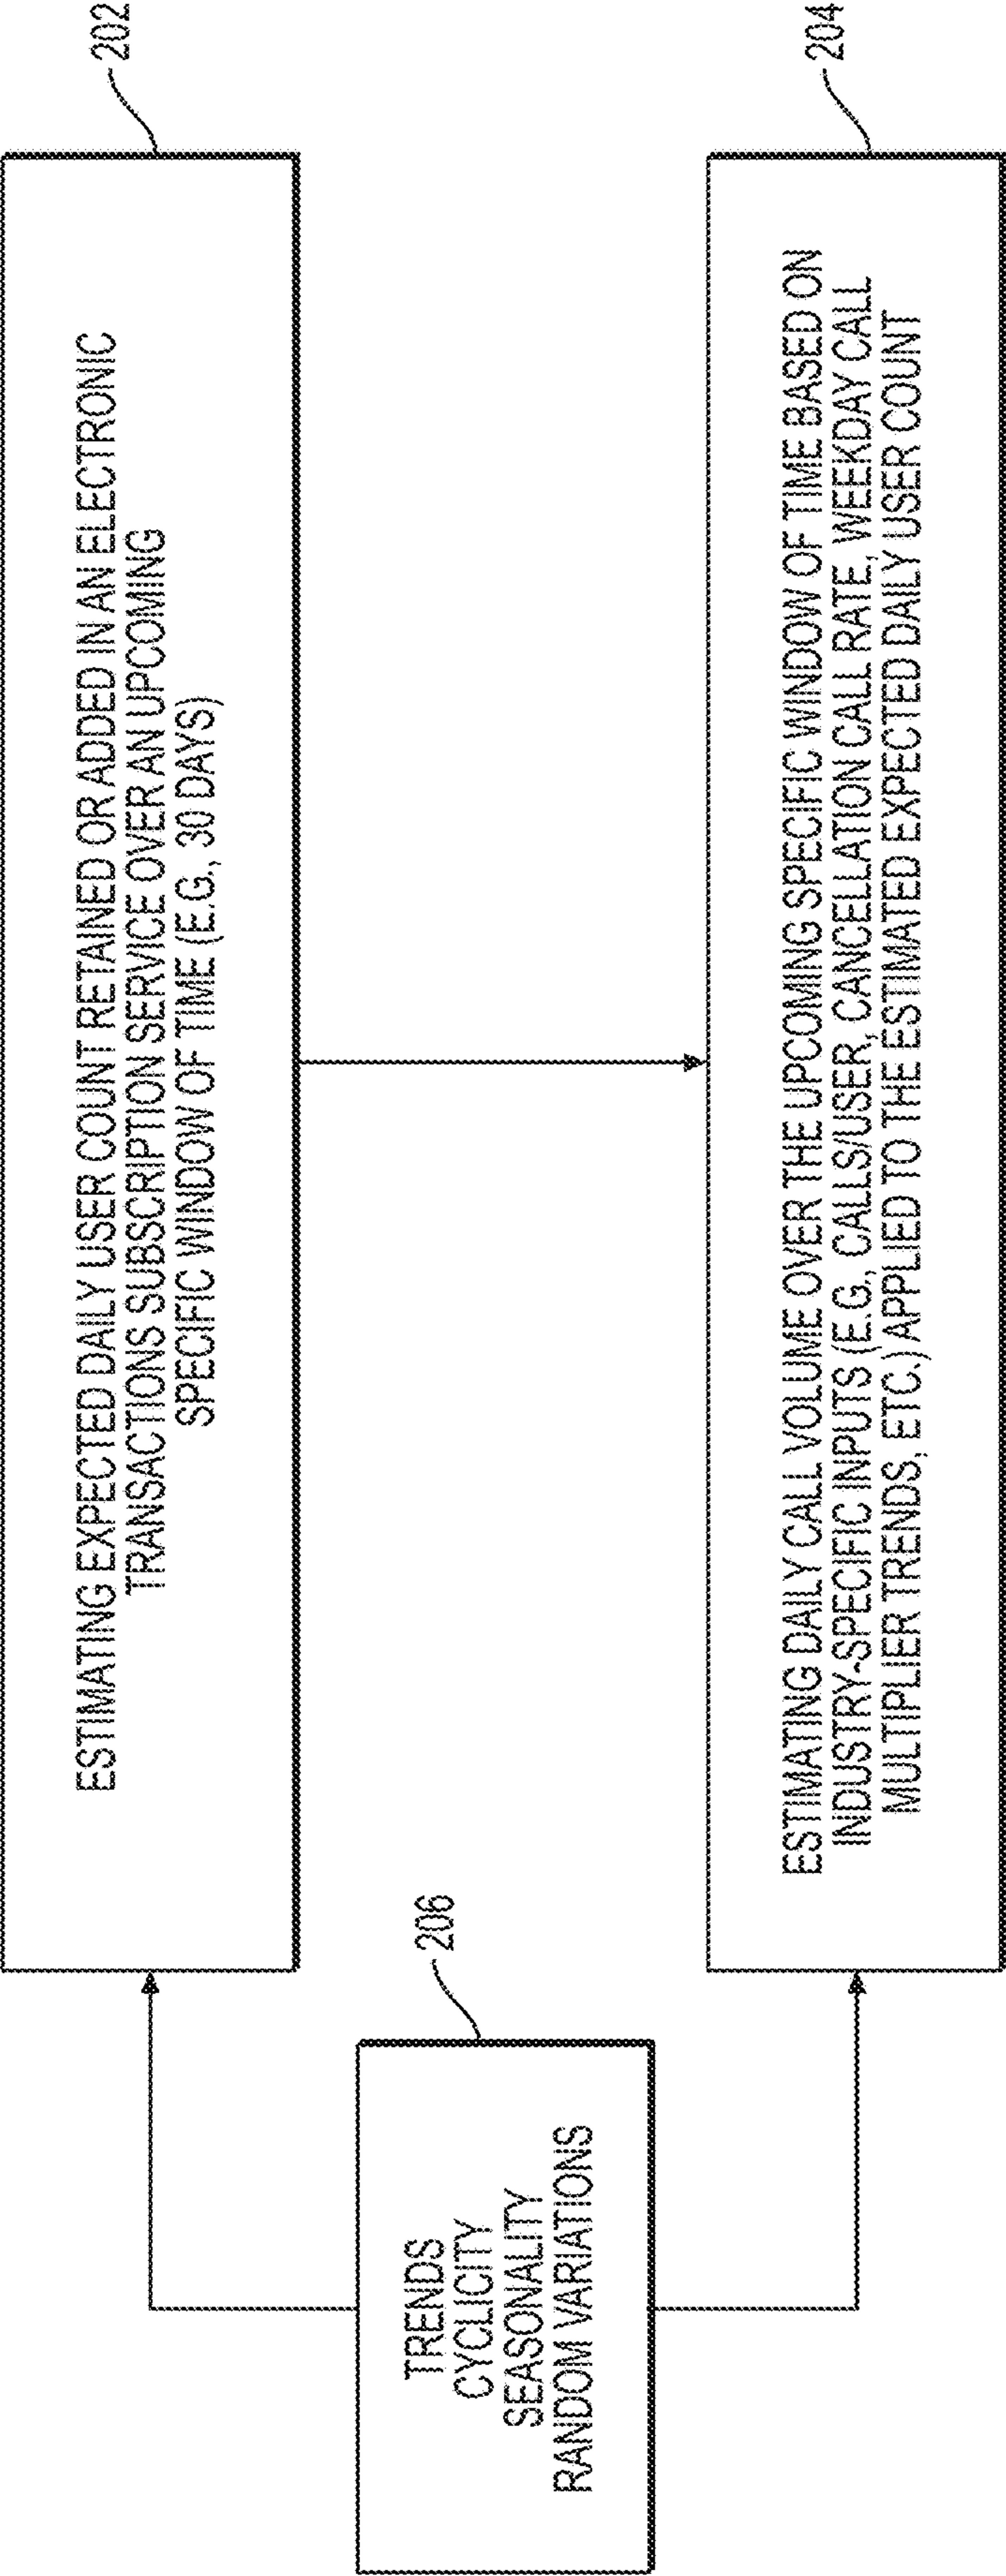 ESTIMATING EXPECTED DAILY USER COUNT RETAINED OR ADDED IN AN ELECTRONIC
TRANSACTIONS SUBSCRIPTION SERVICE OVER AN UPCOMING
SPECIFIC WINDOW OF TIME (E.G., 30 DAYS)
202
TRENDS
CYCLICITY
SEASONALITY
RANDOM VARIATIONS
206
ESTIMATING DAILY CALL VOLUME OVER THE UPCOMING SPECIFIC WINDOW OF TIME BASED ON
INDUSTRY-SPECIFIC INPUTS (E.G., CALLS/USER, CANCELLATION CALL RATE, WEEKDAY CALL
MULTIPLIER TRENDS, ETC.) APPLIED TO THE ESTIMATED EXPECTED DAILY USER COUNT
204